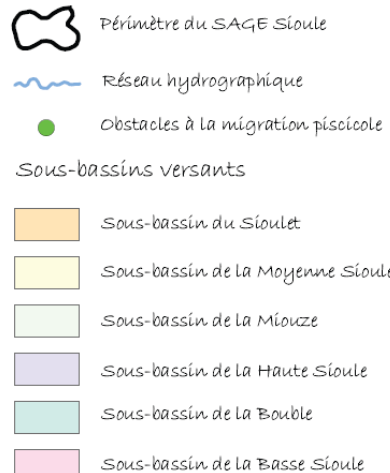 Périmètre du SAGE Sioule
Réseau hydrographique
Obstacles à la migration piscicole
Sous-bassins versants
Sous-bassin du Sioulet
Sous-bassin de la Moyenne Sioule
Sous-bassin de la Miouze
Sous-bassin de la Haute Sioule
Sous-bassin de la Bouble
Sous-bassin de la Basse Sioule